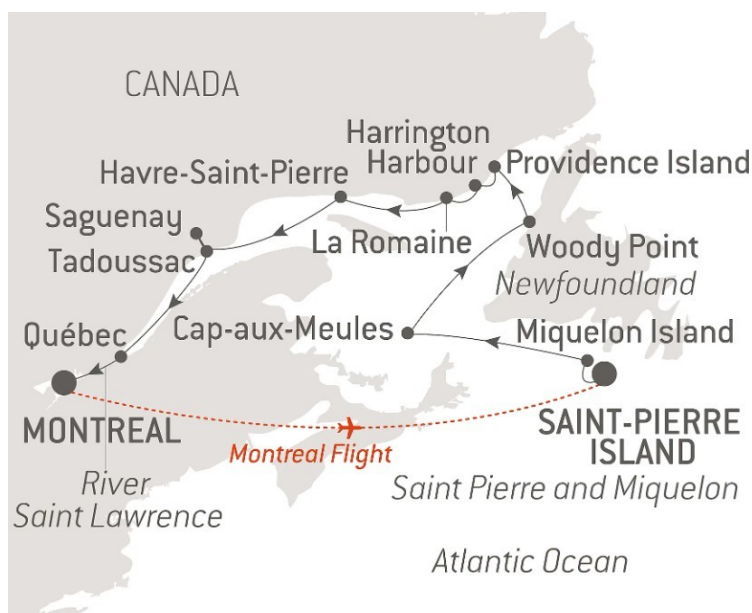 CANADA
Harrington
Harbour
Providence Island
Havre-Saint-Pierre
Saguenay
La Romaine
Tadoussac
Woody Point
Newfoundland
Québec
Cap-aux-Meules
Miquelon Island
MONTREAL
SAINT-PIERRE
ISLAND
Montreal Flight
River
Saint Lawrence
Saint Pierre and Miquelon
Atlantic Ocean